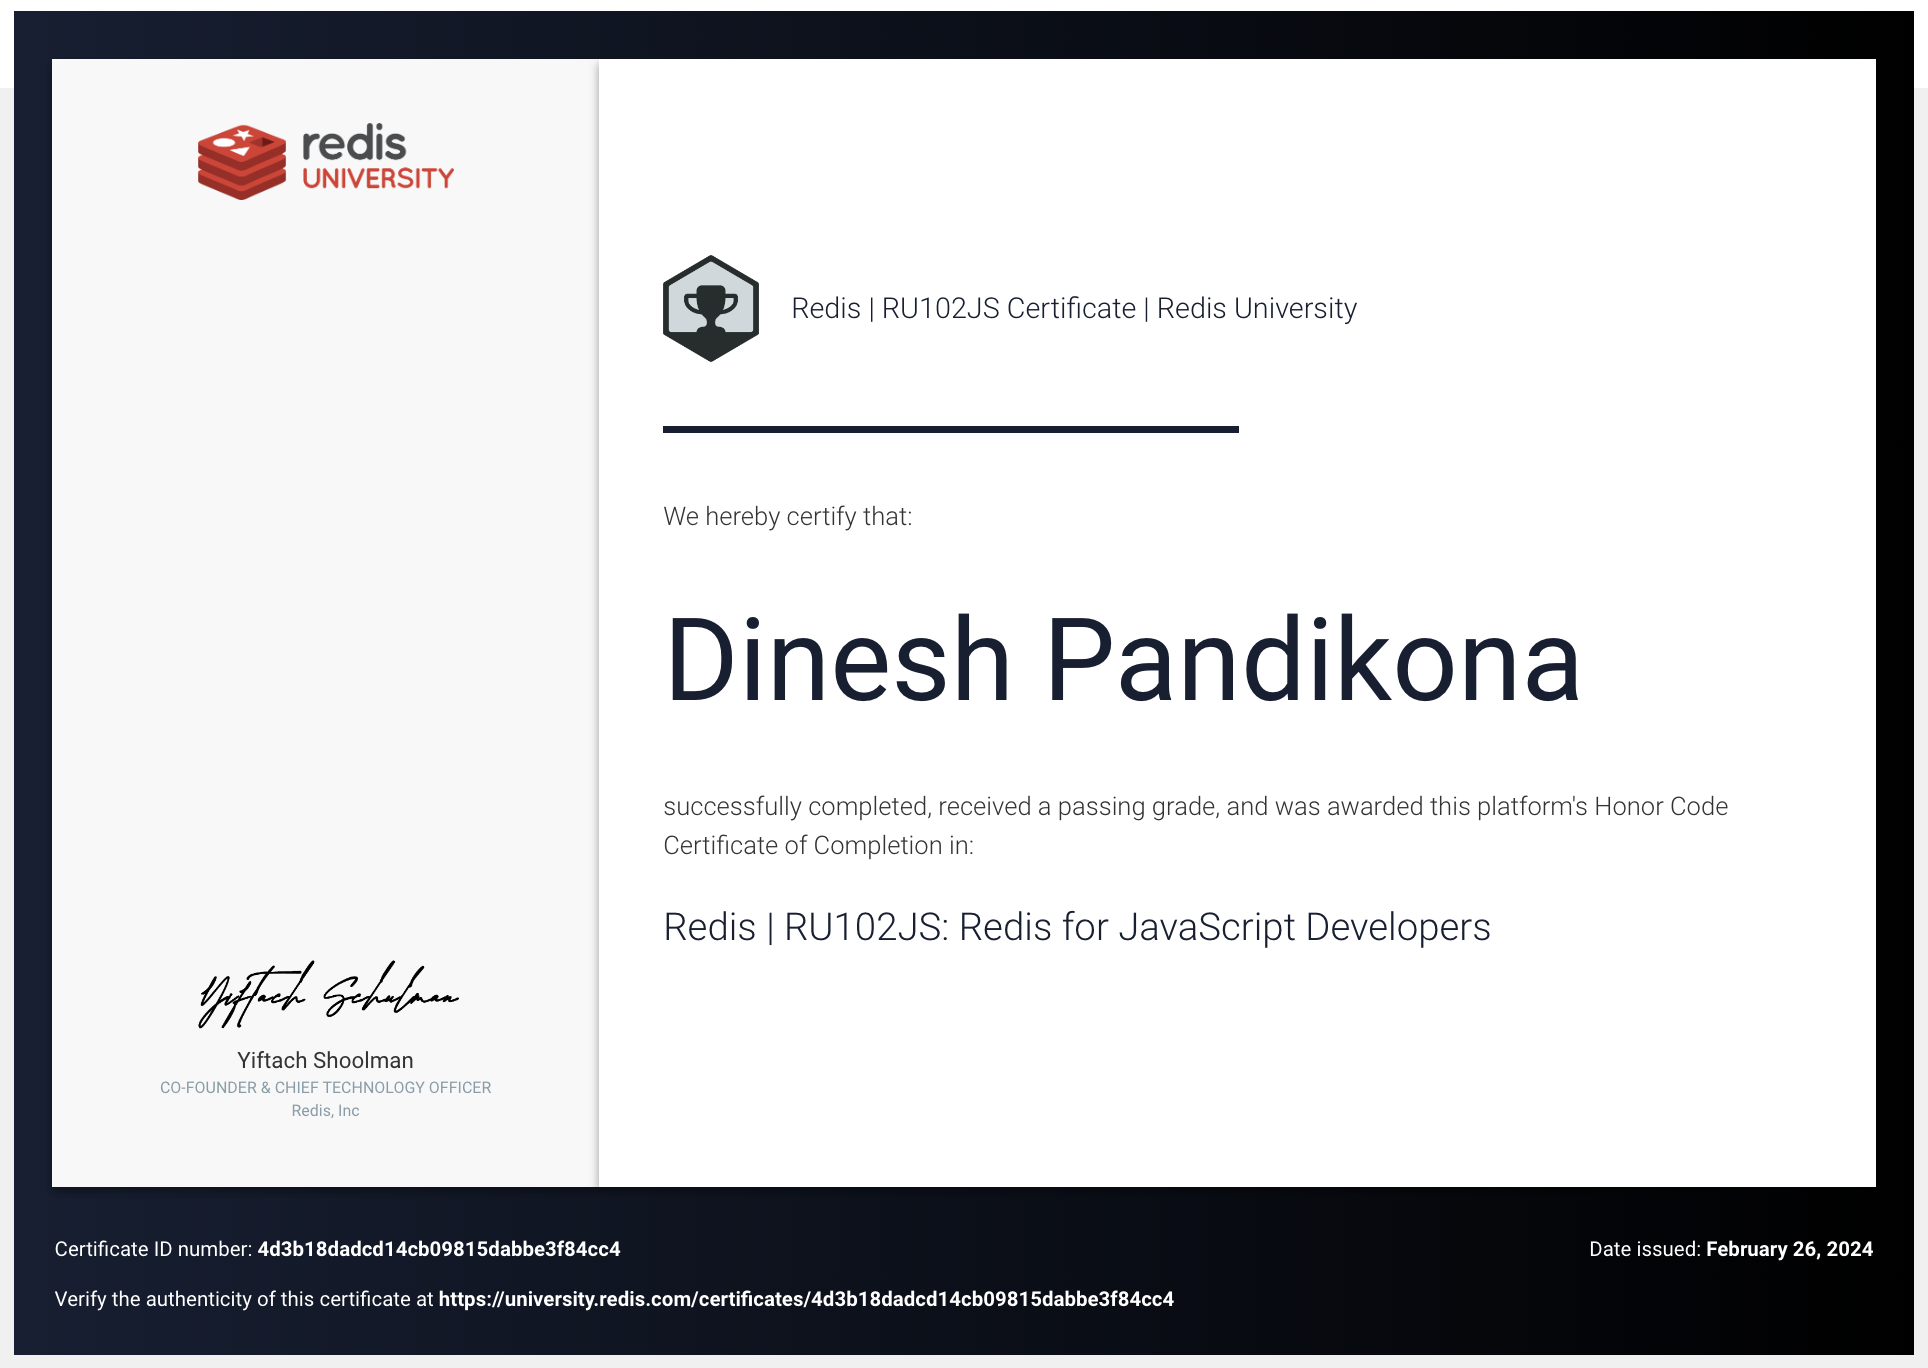 redis
UNIVERSITY
Redis | RU102JS Certificate | Redis University
We hereby certify that:
Dinesh Pandikona
successfully completed, received a passing grade, and was awarded this platform's Honor Code
Certificate of Completion in:
Redis | RU102JS: Redis for JavaScript Developers
Yiftach Schulman
Yiftach Shoolman
CO-FOUNDER & CHIEF TECHNOLOGY OFFICER
Redis, Inc
Certificate ID number: 4d3b18dadcd14cb09815dabbe3f84cc4
Date issued: February 26, 2024
Verify the authenticity of this certificate at https://university.redis.com/certificates/4d3b18dadcd14cb09815dabbe3f84cc4